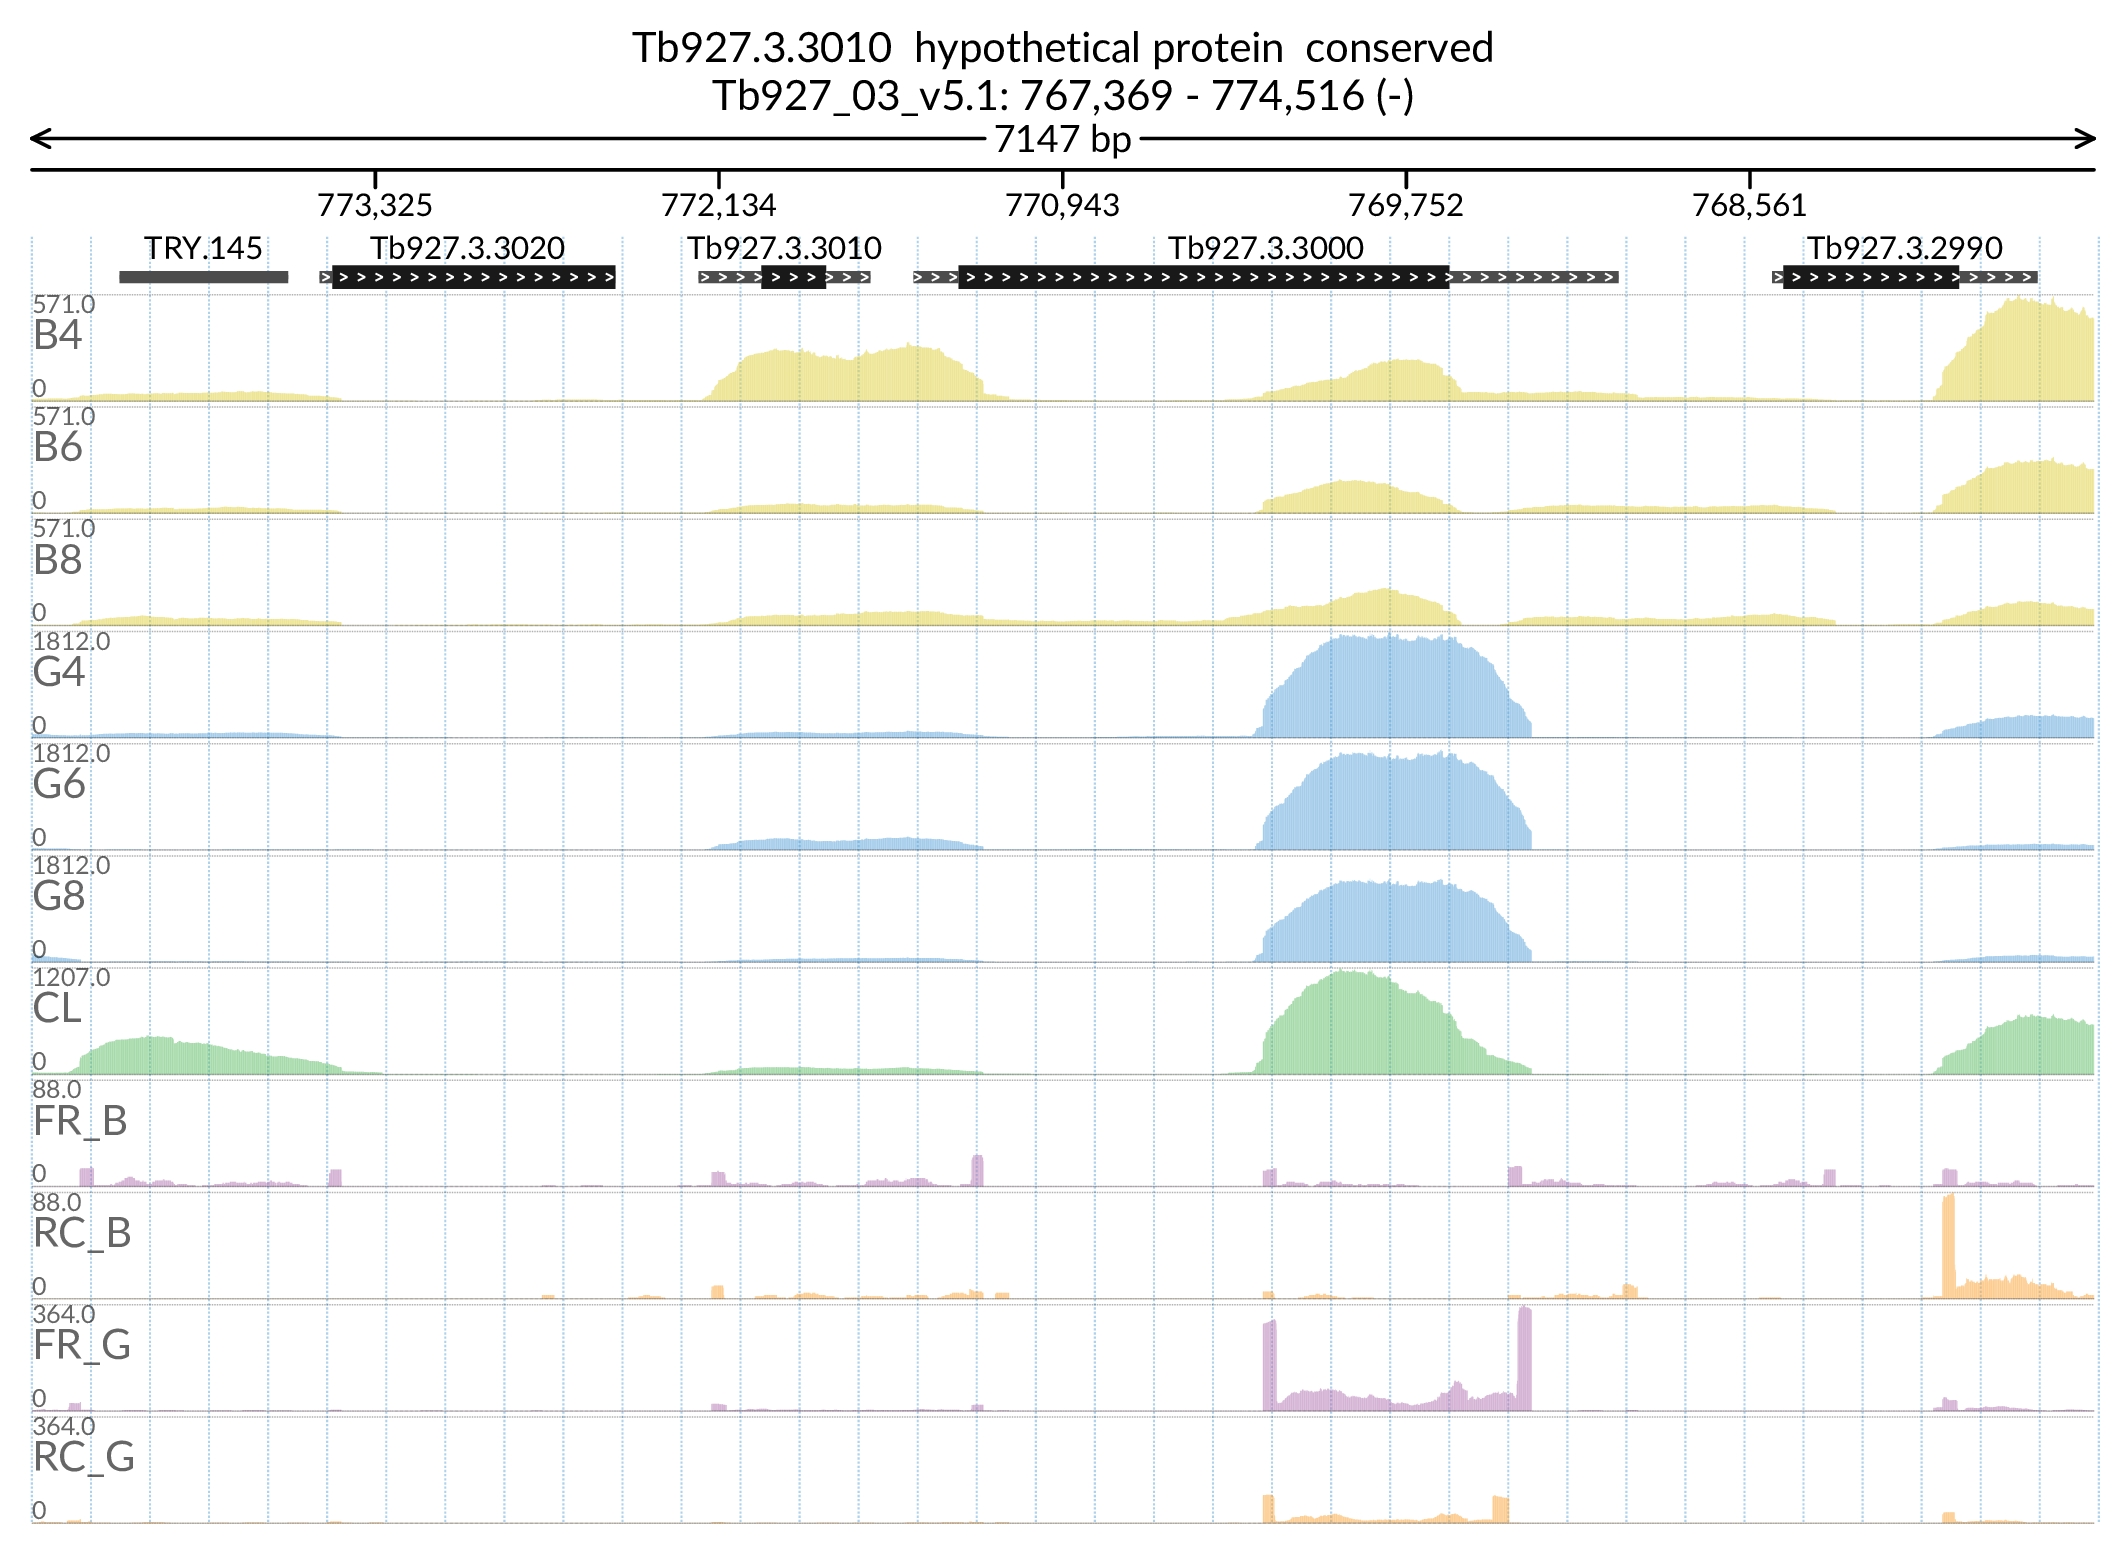 Tb927.3.3010  hypothetical protein  conserved
Tb927_03_v5.1: 767,369 - 774,516 (-)
7147 bp
773,325 772,134 770,943 769,752 768,561
TRY.145 Tb927.3.3020 Tb927.3.3010 Tb927.3.3000 Tb927.3.2990
571.0
B4
0
571.0
B6
0
571.0
B8
0
1812.0
G4
0
1812.0
G6
0
1812.0
G8
0
1207.0
CL
0
88.0
FR_B
0
88.0
RC_B
0
364.0
FR_G
0
364.0
RC_G
0